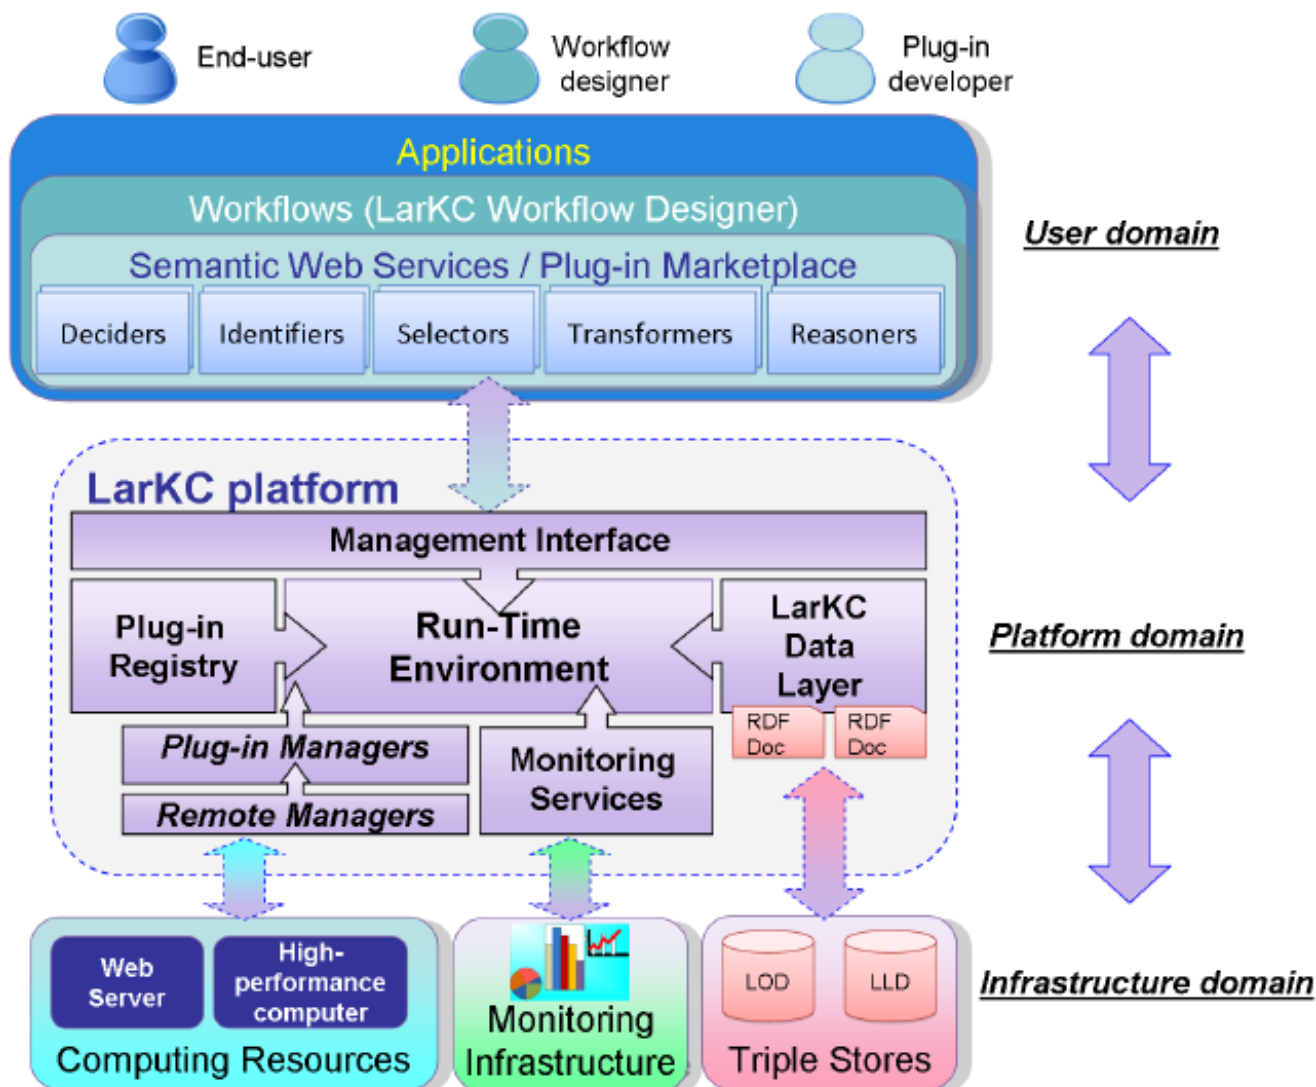 End-user
Workflow
designer
Plug-in
developer
Applications
Workflows (LarKC Workflow Designer)
Semantic Web Services / Plug-in Marketplace
Deciders
Identifiers
Selectors
Transformers
Reasoners
User domain
LarKC platform
Management Interface
Plug-in
Registry
Run-Time
Environment
LarKC
Data
Layer
RDF
Doc
RDF
Doc
Plug-in Managers
Remote Managers
Monitoring
Services
Platform domain
Web
Server
High-
performance
computer
Computing Resources
Monitoring
Infrastructure
LOD
LLD
Triple Stores
Infrastructure domain